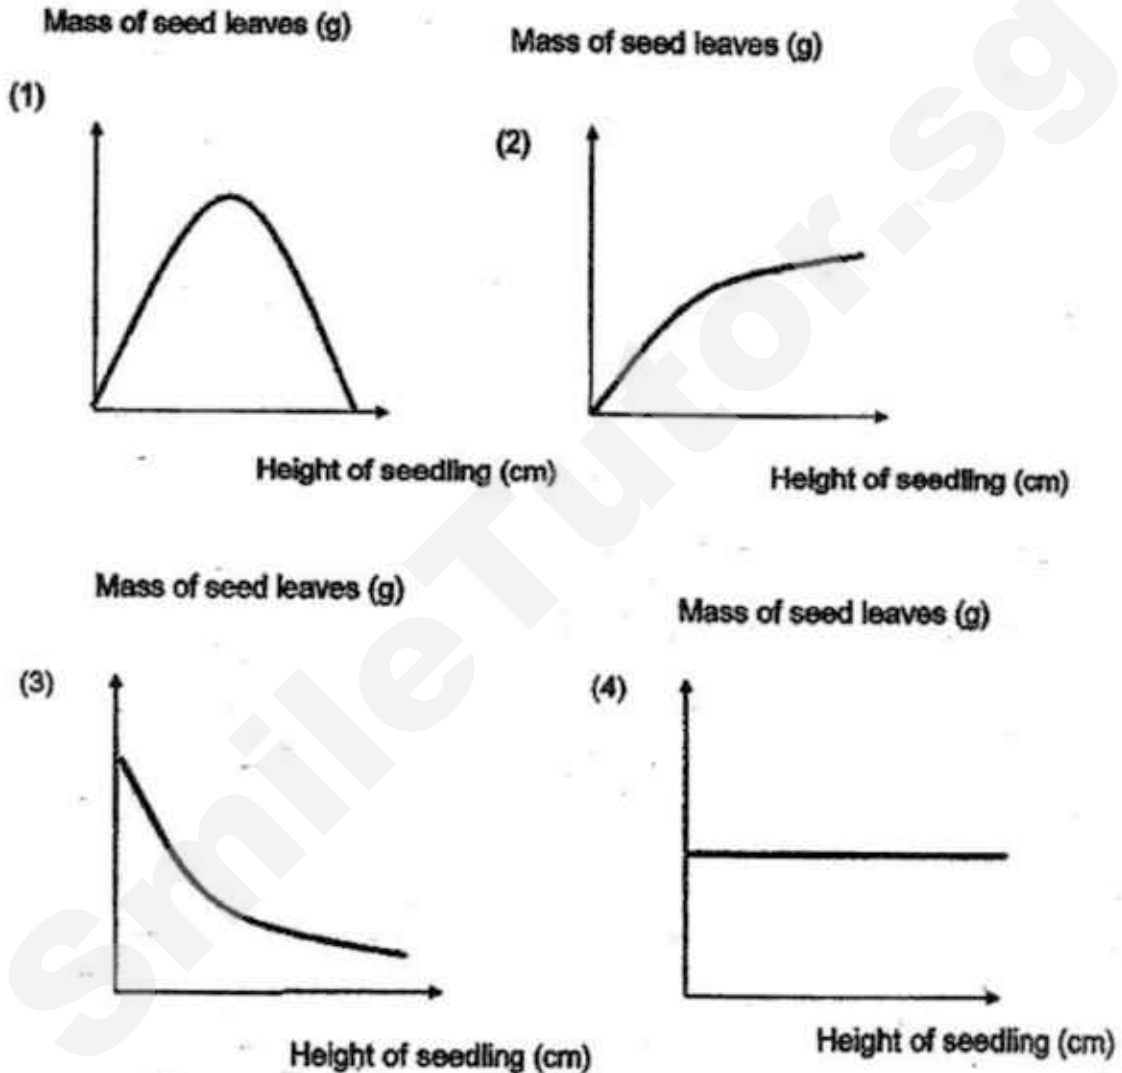 Mass of seed leaves (g)
Mass of seed leaves (g)
(1)
(2)
Height of seedling (cm)
Height of seedling (cm)
Mass of seed leaves (g)
Mass of seed leaves (g)
(3)
(4)
Height of seedling (cm)
Height of seedling (cm)
SmileTutor.sg